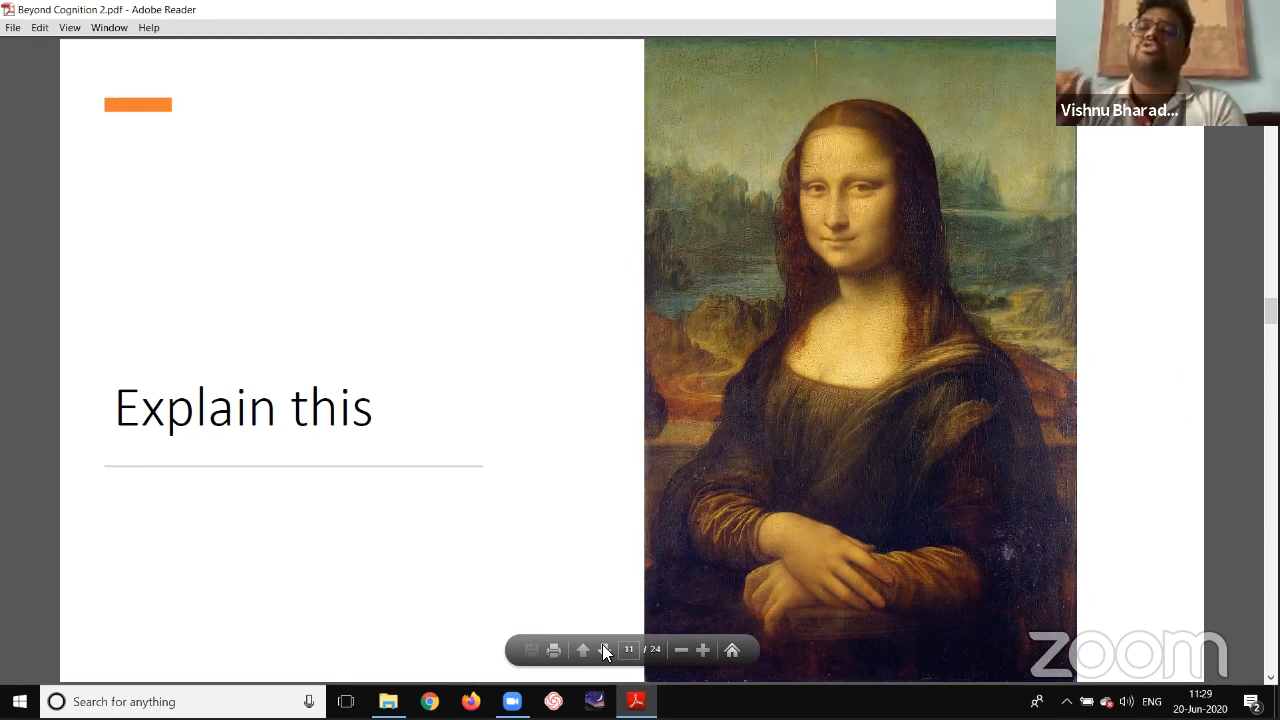 Beyond Cognition 2.pdf - Adobe Reader
File Edit View Window Help
Vishnu Bharad...
Explain this
11 / 24
zoom
Search for anything
ENG
11:29
20-Jun-2020
2